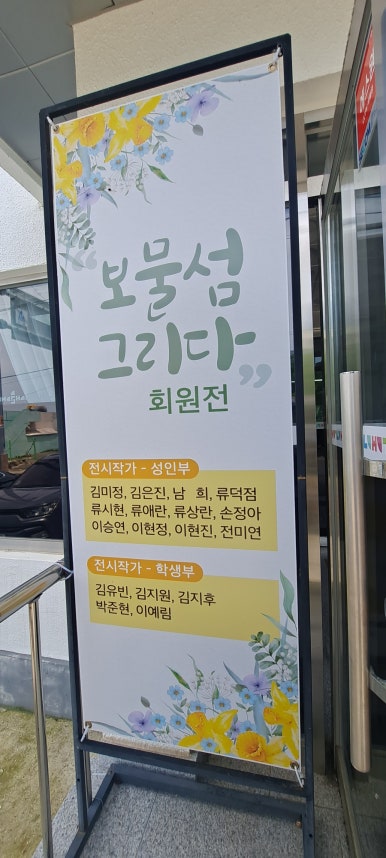 "보물섬
그리다"
회원전
전시작가 - 성인부
김미정, 김은진, 남 희, 류덕점
류시현, 류애란, 류상란, 손정아
이승연, 이현정, 이현진, 전미연
전시작가 - 학생부
김유빈, 김지원, 김지후
박준현, 이예림